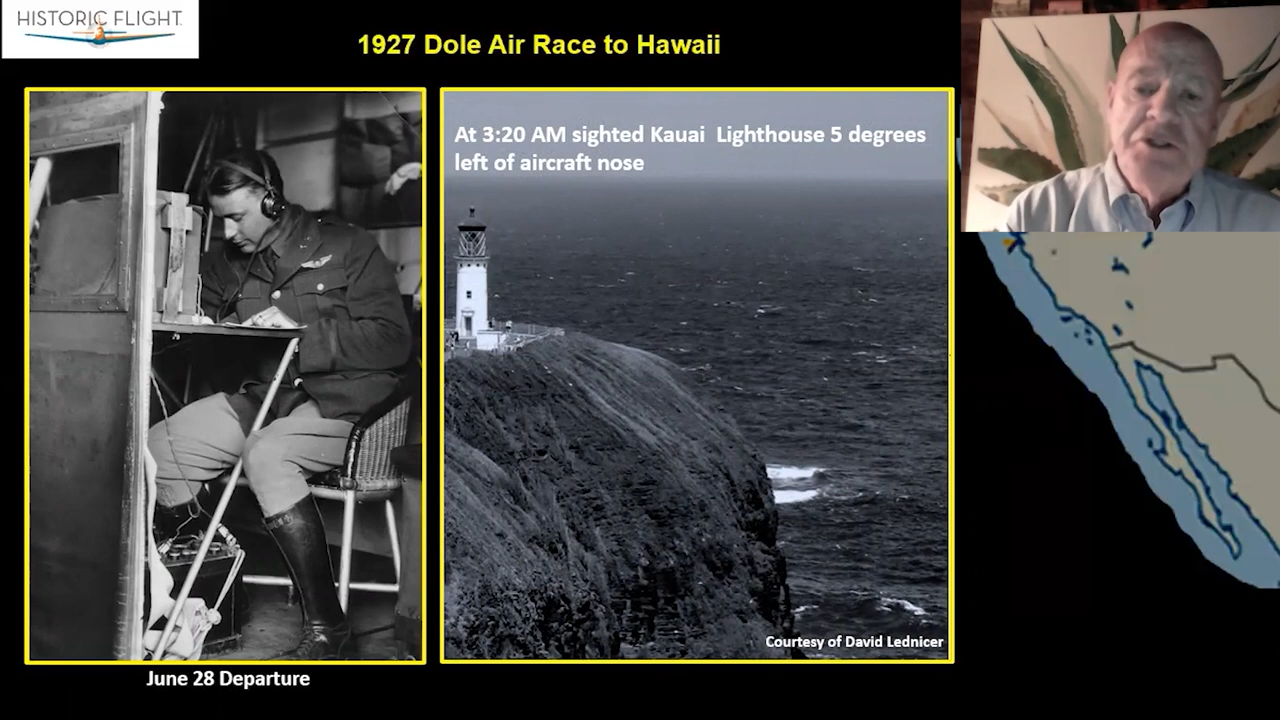 HISTORIC FLIGHT
1927 Dole Air Race to Hawaii
At 3:20 AM sighted Kauai Lighthouse 5 degrees
left of aircraft nose
Courtesy of David Lednicer
June 28 Departure